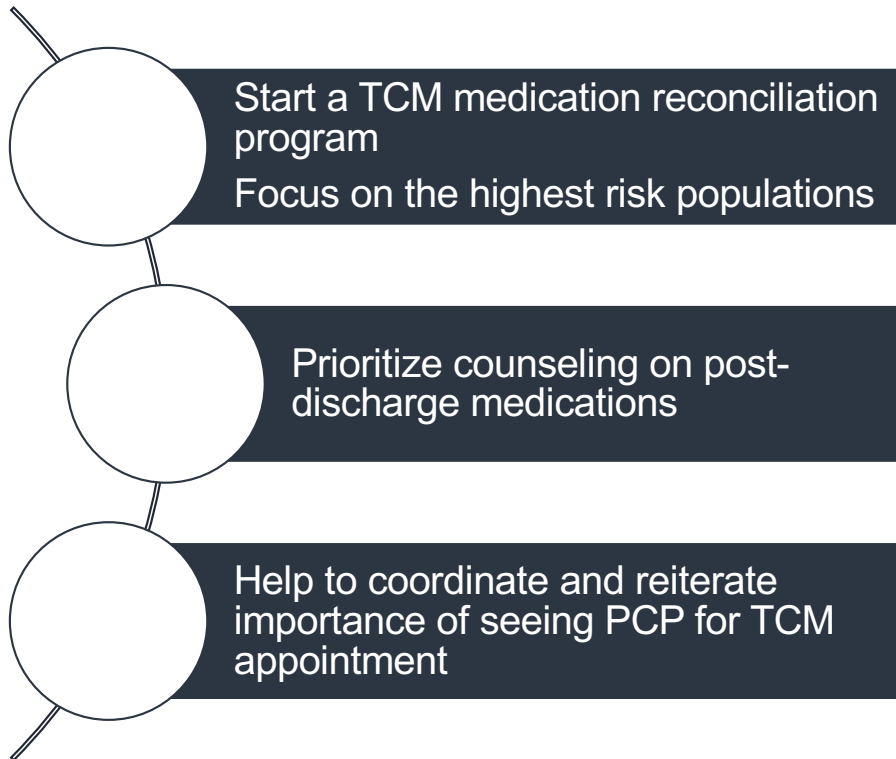 Start a TCM medication reconciliation
program
Focus on the highest risk populations
Prioritize counseling on post-
discharge medications
Help to coordinate and reiterate
importance of seeing PCP for TCM
appointment